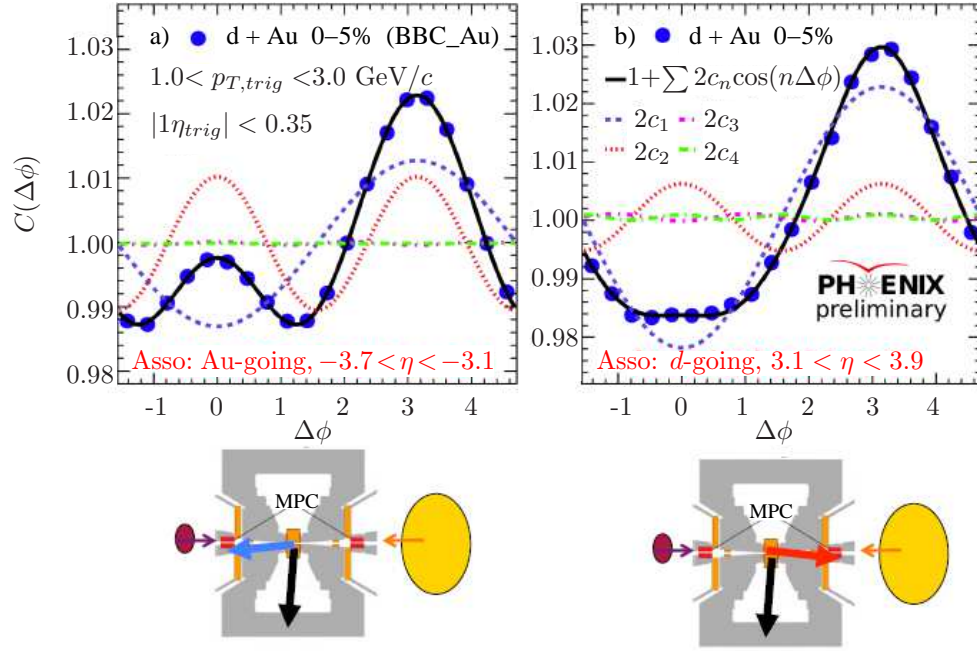 a) d + Au 0–5% (BBC_Au)
1.0< p_{T,trig} <3.0 GeV/c
|1η_{trig}| < 0.35
C(Δϕ)
1.03
1.02
1.01
1.00
0.99
0.98
Asso: Au-going, −3.7<η<−3.1
-1 0 1 2 3 4
Δϕ
b) d + Au 0–5%
1+∑ 2c_n cos(nΔϕ)
2c_1 2c_3
2c_2 2c_4
1.03
1.02
1.01
1.00
0.99
0.98
PHENIX
preliminary
Asso: d-going, 3.1 < η < 3.9
-1 0 1 2 3 4
Δϕ
MPC
MPC